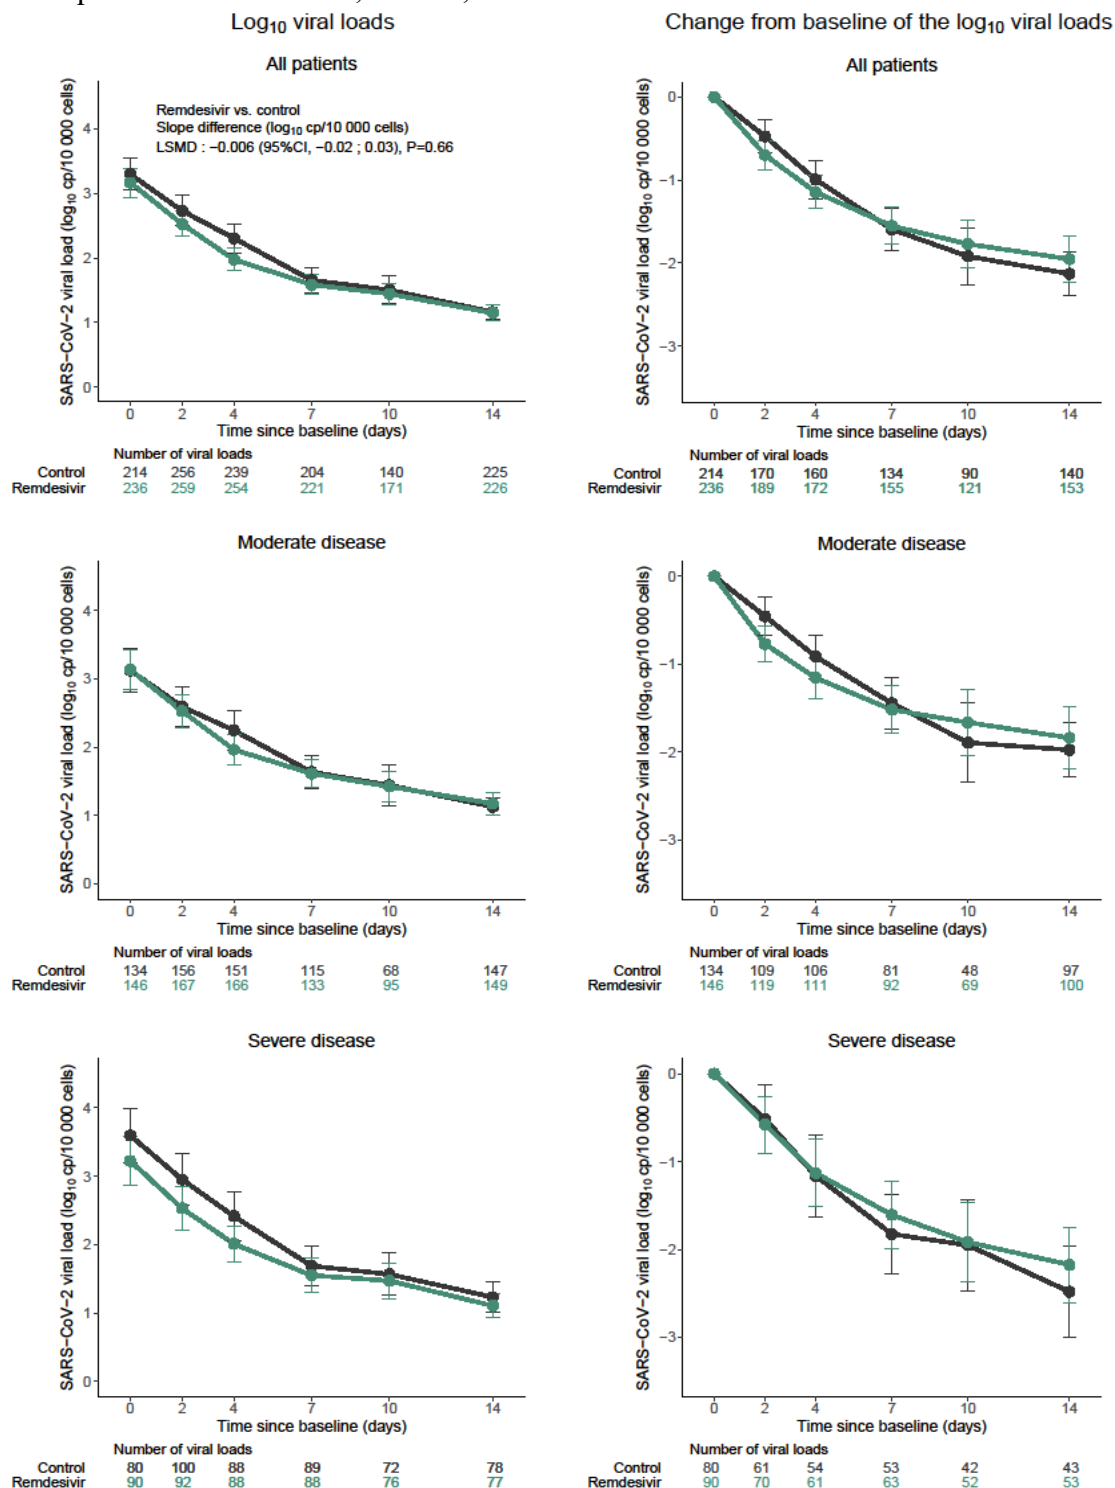 Log10 viral loads
Change from baseline of the log10 viral loads
All patients
SARS−CoV−2 viral load (log10 cp/10 000 cells)
Remdesivir vs. control
Slope difference (log10 cp/10 000 cells)
LSMD : −0.006 (95%CI, −0.02 ; 0.03), P=0.66
4
3
2
1
0
0 2 4 7 10 14
Time since baseline (days)
Number of viral loads
Control 214 256 239 204 140 225
Remdesivir 236 259 254 221 171 226
All patients
SARS−CoV−2 viral load (log10 cp/10 000 cells)
0
−1
−2
−3
0 2 4 7 10 14
Time since baseline (days)
Number of viral loads
Control 214 170 160 134 90 140
Remdesivir 236 189 172 155 121 153
Moderate disease
SARS−CoV−2 viral load (log10 cp/10 000 cells)
4
3
2
1
0
0 2 4 7 10 14
Time since baseline (days)
Number of viral loads
Control 134 156 151 115 68 147
Remdesivir 146 167 166 133 95 149
Moderate disease
SARS−CoV−2 viral load (log10 cp/10 000 cells)
0
−1
−2
−3
0 2 4 7 10 14
Time since baseline (days)
Number of viral loads
Control 134 109 106 81 48 97
Remdesivir 146 119 111 92 69 100
Severe disease
SARS−CoV−2 viral load (log10 cp/10 000 cells)
4
3
2
1
0
0 2 4 7 10 14
Time since baseline (days)
Number of viral loads
Control 80 100 88 89 72 78
Remdesivir 90 92 88 88 76 77
Severe disease
SARS−CoV−2 viral load (log10 cp/10 000 cells)
0
−1
−2
−3
0 2 4 7 10 14
Time since baseline (days)
Number of viral loads
Control 80 61 54 53 42 43
Remdesivir 90 70 61 63 52 53